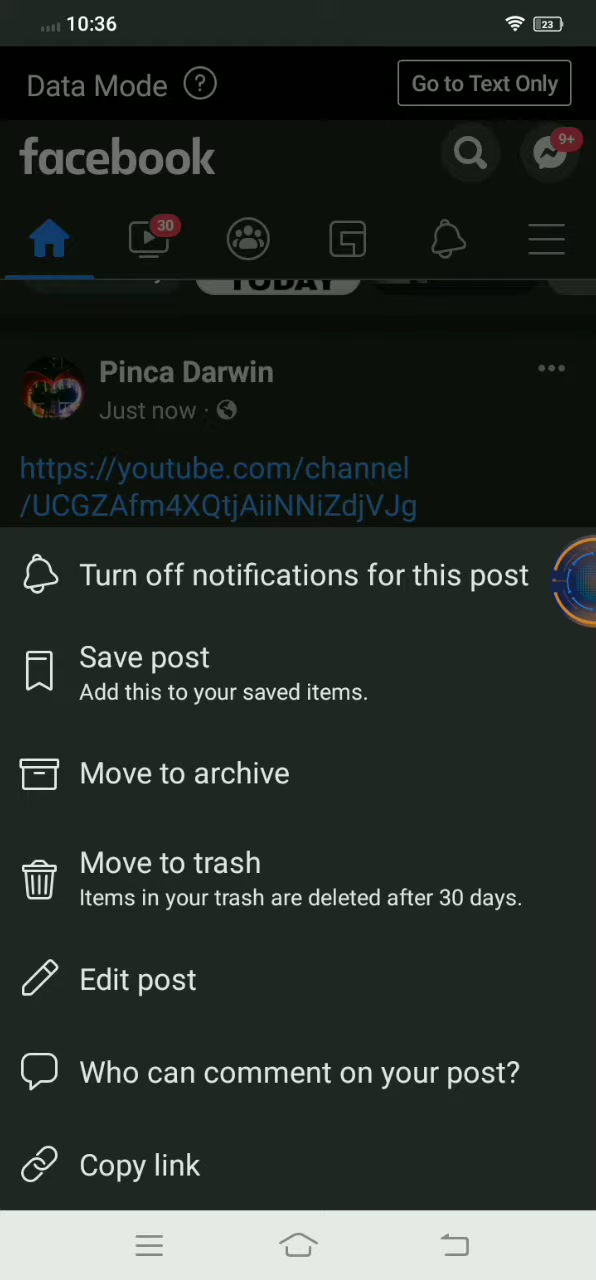 10:36
23
Data Mode ?
Go to Text Only
facebook
9+
30
TODAY
Pinca Darwin
Just now ·
https://youtube.com/channel
/UCGZAfm4XQtjAiiNNiZdjVJg
Turn off notifications for this post
Save post
Add this to your saved items.
Move to archive
Move to trash
Items in your trash are deleted after 30 days.
Edit post
Who can comment on your post?
Copy link